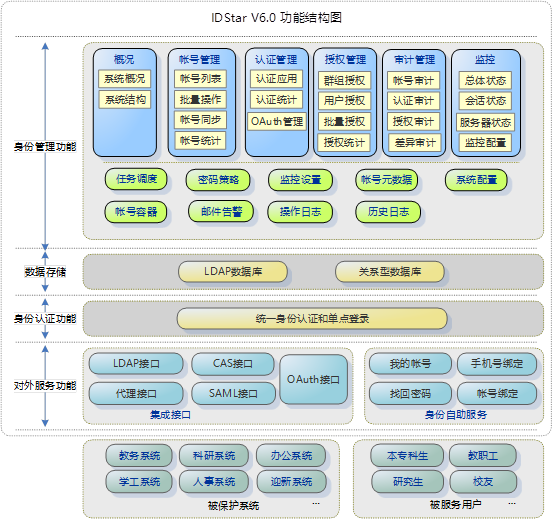 IDStar V6.0 功能结构图
身份管理功能
概况
系统概况
系统结构
帐号管理
帐号列表
批量操作
帐号同步
帐号统计
认证管理
认证应用
认证统计
OAuth管理
授权管理
群组授权
用户授权
批量授权
授权统计
审计管理
帐号审计
认证审计
授权审计
差异审计
监控
总体状态
会话状态
服务器状态
监控配置
任务调度
密码策略
监控设置
帐号元数据
系统配置
帐号容器
邮件告警
操作日志
历史日志
数据存储
LDAP数据库
关系型数据库
身份认证功能
统一身份认证和单点登录
对外服务功能
LDAP接口
CAS接口
OAuth接口
代理接口
SAML接口
集成接口
我的帐号
手机号绑定
找回密码
帐号绑定
身份自助服务
教务系统
科研系统
办公系统
学工系统
人事系统
迎新系统
被保护系统
...
本专科生
教职工
研究生
校友
被服务用户
...